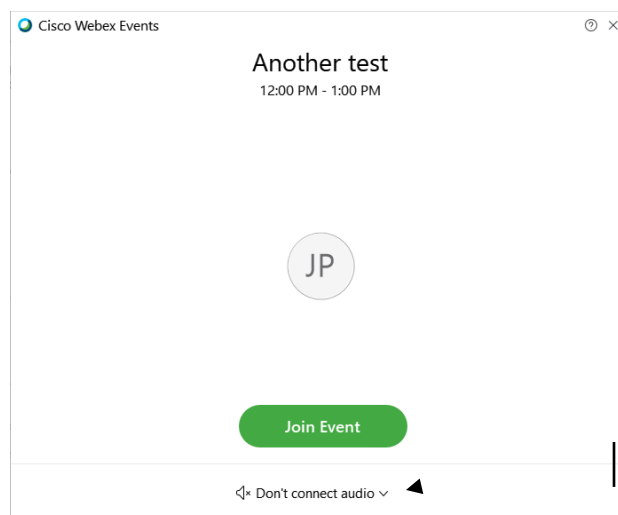 Cisco Webex Events
Another test
12:00 PM - 1:00 PM
JP
Join Event
Don't connect audio